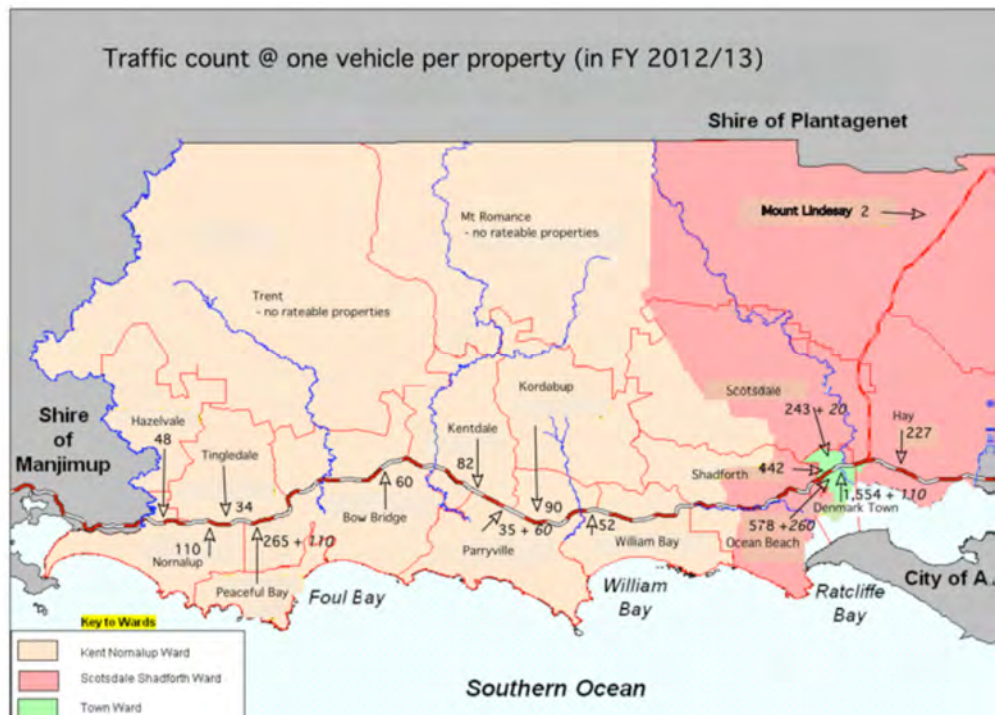 Traffic count @ one vehicle per property (in FY 2012/13)
Shire of Plantagenet
Mount Lindesay 2
Mt Romance
- no rateable properties
Trent
- no rateable properties
Kordabup
Scotsdale
243 + 20
Hazelvale
48
Kentdale
Hay
227
Shire
of
Manjimup
Tingledale
34
82
60
Shadforth
442
Bow Bridge
90
35 + 60
52
1,554 + 110
Denmark Town
578 +260
Ocean Beach
110
Nornalup
265 + 110
Parryville
William Bay
Peaceful Bay
Foul Bay
William
Bay
Ratcliffe
Bay
City of A
Key to Wards
Kent Nornalup Ward
Scotsdale Shadforth Ward
Town Ward
Southern Ocean